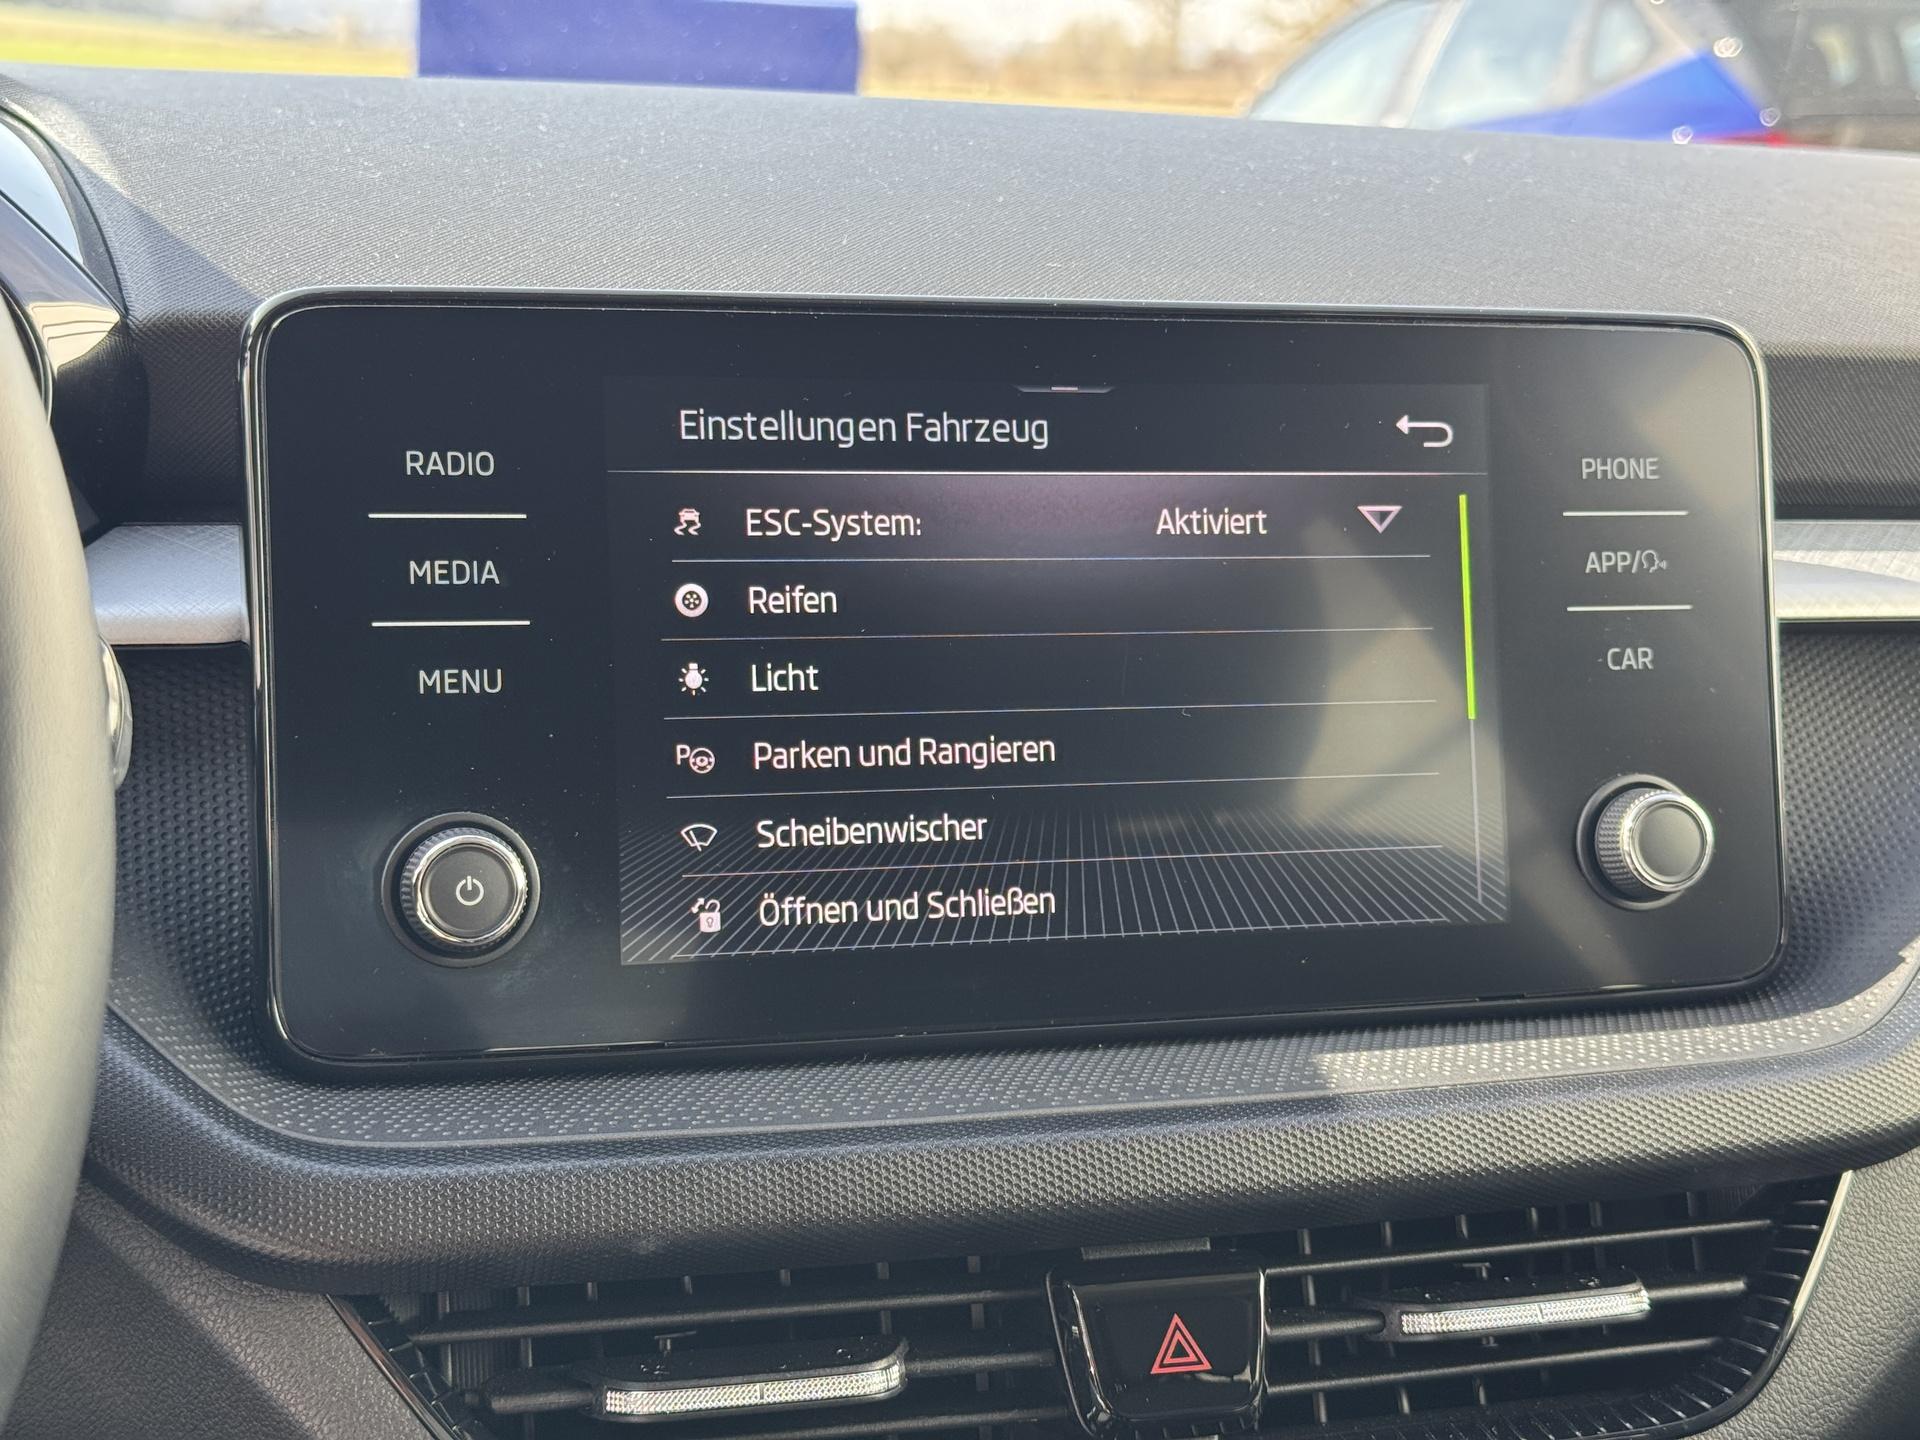 RADIO
MEDIA
MENU
Einstellungen Fahrzeug
ESC-System: Aktiviert
Reifen
Licht
P Parken und Rangieren
Scheibenwischer
Öffnen und Schließen
PHONE
APP/
CAR